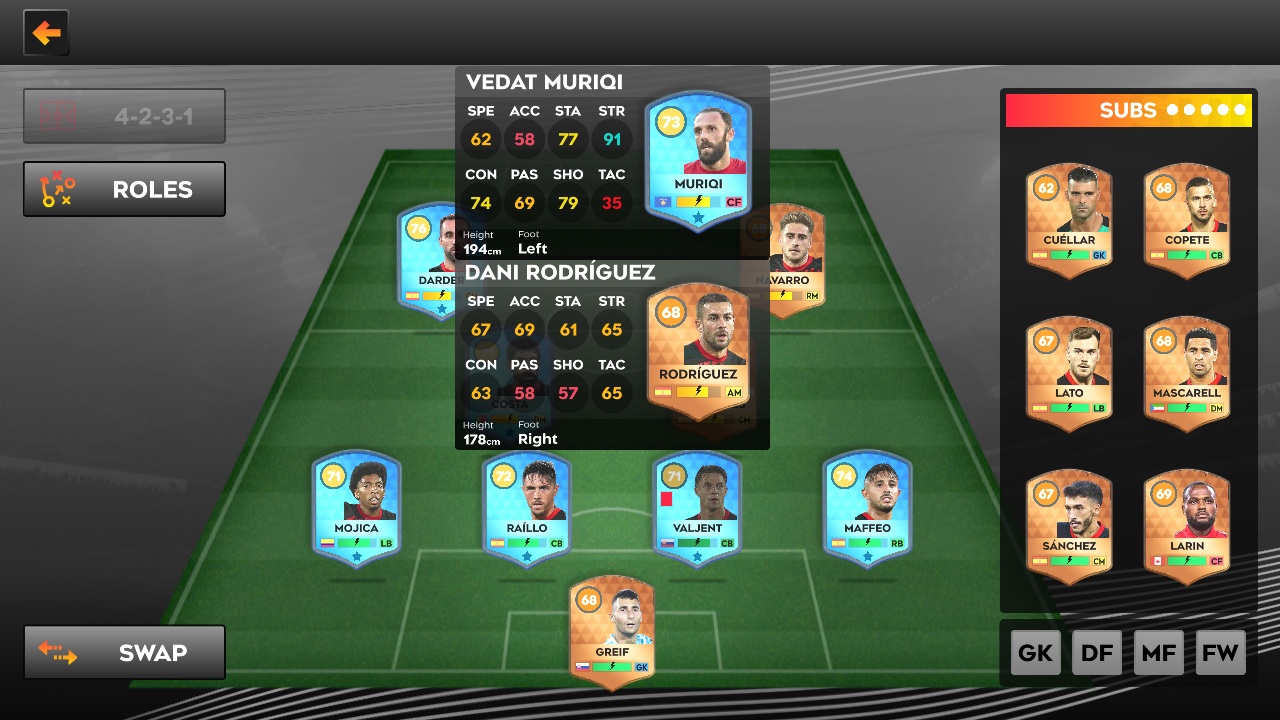 4-2-3-1
ROLES
VEDAT MURIQI
SPE ACC STA STR
62 58 77 91
CON PAS SHO TAC
74 69 79 35
Height Foot
194cm Left
73
MURIQI
CF
DANI RODRÍGUEZ
SPE ACC STA STR
67 69 61 65
CON PAS SHO TAC
63 58 57 65
Height Foot
178cm Right
68
RODRÍGUEZ
AM
76
DARDER
68
NAVARRO
RM
COSTA
DM
CM
71
MOJICA
LB
72
RAÍLLO
CB
71
VALJENT
CB
74
MAFFEO
RB
68
GREIF
GK
SUBS
62
CUÉLLAR
GK
68
COPETE
CB
67
LATO
LB
68
MASCARELL
DM
67
SÁNCHEZ
CM
69
LARIN
CF
SWAP
GK DF MF FW